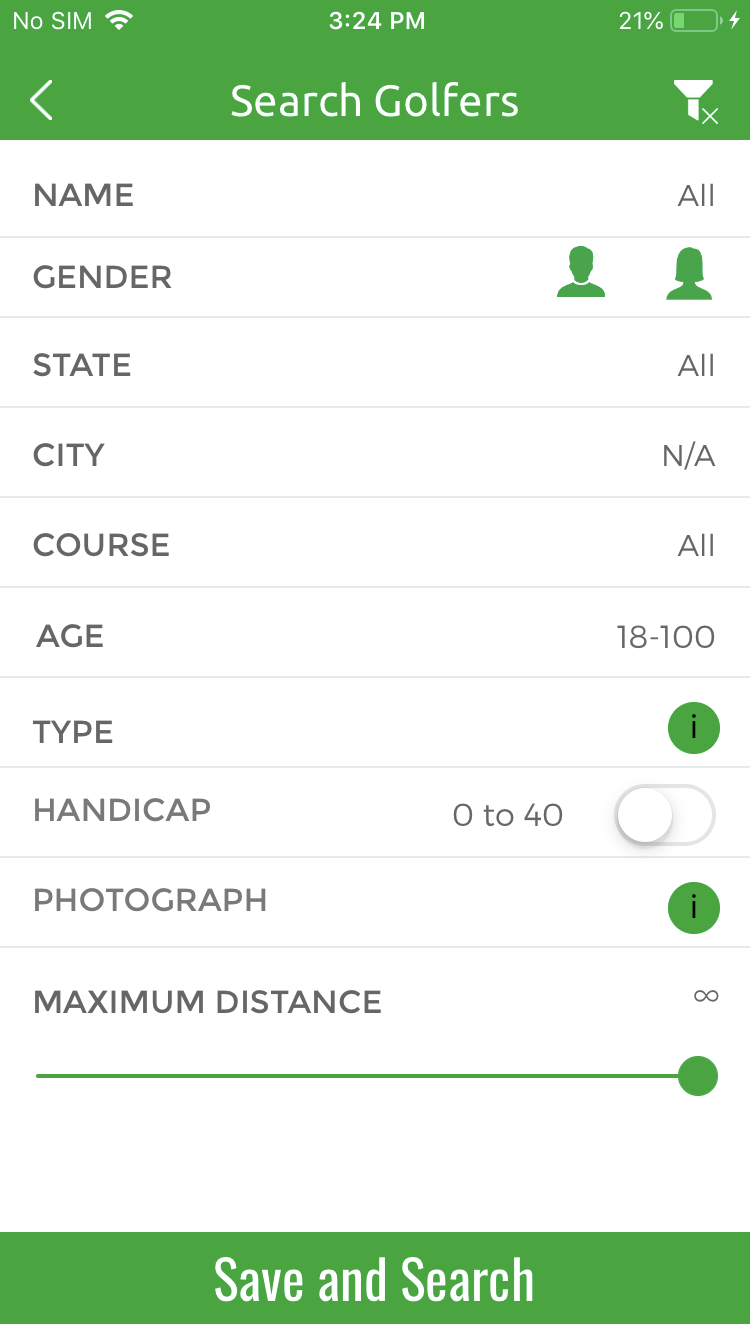 No SIM 3:24 PM 21%
Search Golfers
NAME All
GENDER
STATE All
CITY N/A
COURSE All
AGE 18-100
TYPE i
HANDICAP 0 to 40
PHOTOGRAPH i
MAXIMUM DISTANCE ∞
Save and Search